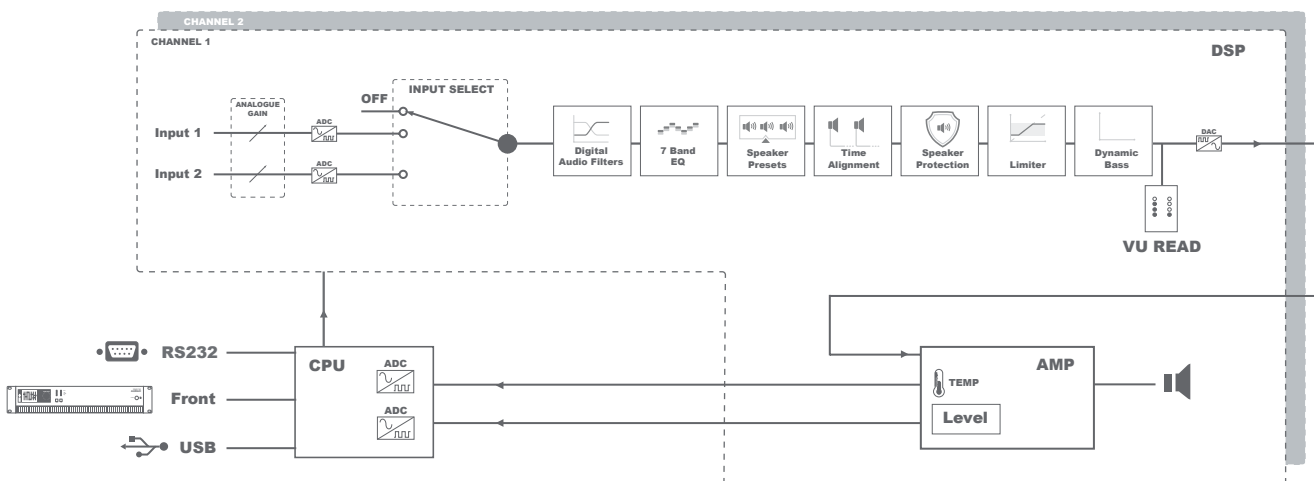 CHANNEL 2
CHANNEL 1
DSP
INPUT SELECT
OFF
ANALOGUE
GAIN
ADC
Input 1
ADC
Input 2
Digital
Audio Filters
7 Band
EQ
Speaker
Presets
Time
Alignment
Speaker
Protection
Limiter
Dynamic
Bass
DAC
VU READ
RS232
Front
USB
CPU
ADC
ADC
AMP
TEMP
Level